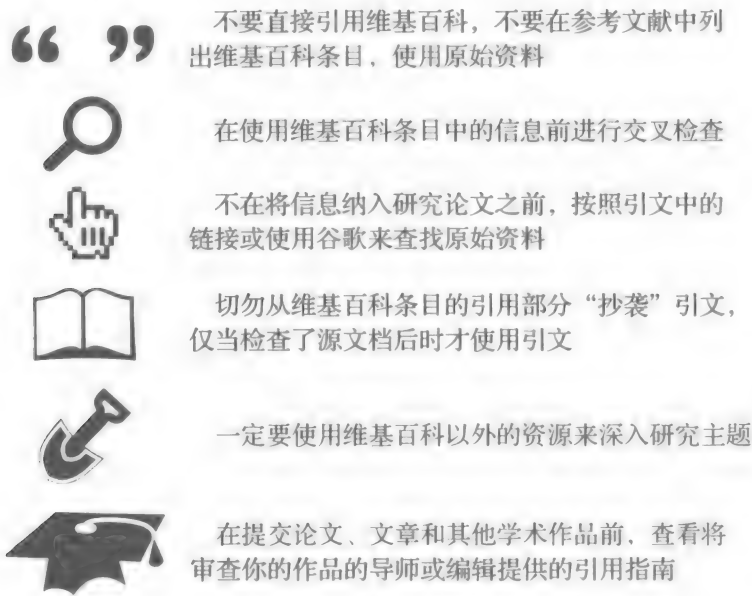 不要直接引用维基百科，不要在参考文献中列
出维基百科条目，使用原始资料
在使用维基百科条目中的信息前进行交叉检查
不在将信息纳入研究论文之前，按照引文中的
链接或使用谷歌来查找原始资料
切勿从维基百科条目的引用部分“抄袭”引文，
仅当检查了源文档后时才使用引文
一定要使用维基百科以外的资源来深入研究主题
在提交论文、文章和其他学术作品前，查看将
审查你的作品的导师或编辑提供的引用指南